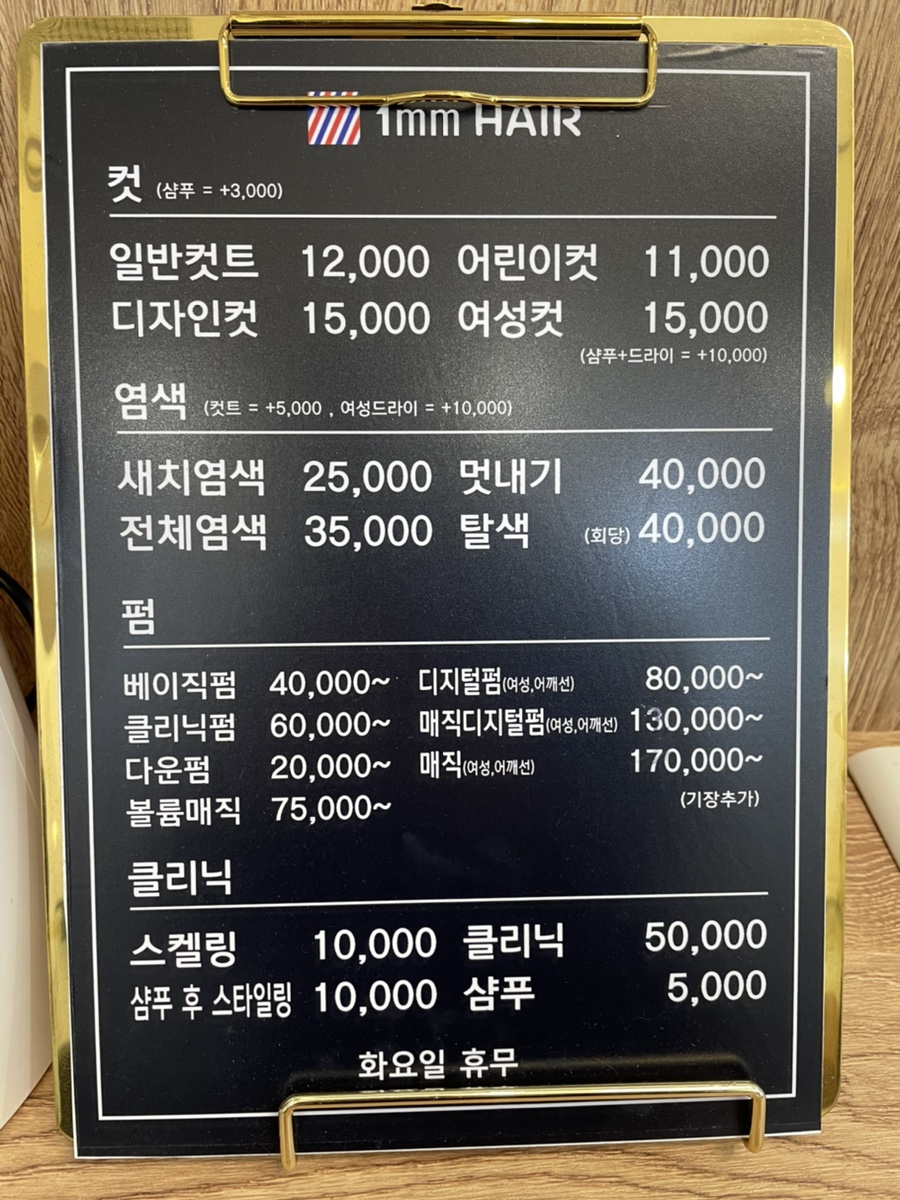 1mm HAIR
컷 (샴푸 = +3,000)
일반컷트 12,000 어린이컷 11,000
디자인컷 15,000 여성컷 15,000
(샴푸+드라이 = +10,000)
염색 (컷트 = +5,000 , 여성드라이 = +10,000)
새치염색 25,000 멋내기 40,000
전체염색 35,000 탈색 (회당) 40,000
펌
베이직펌 40,000~ 디지털펌(여성,어깨선) 80,000~
클리닉펌 60,000~ 매직디지털펌(여성,어깨선) 130,000~
다운펌 20,000~ 매직(여성,어깨선) 170,000~
볼륨매직 75,000~ (기장추가)
클리닉
스켈링 10,000 클리닉 50,000
샴푸 후 스타일링 10,000 샴푸 5,000
화요일 휴무